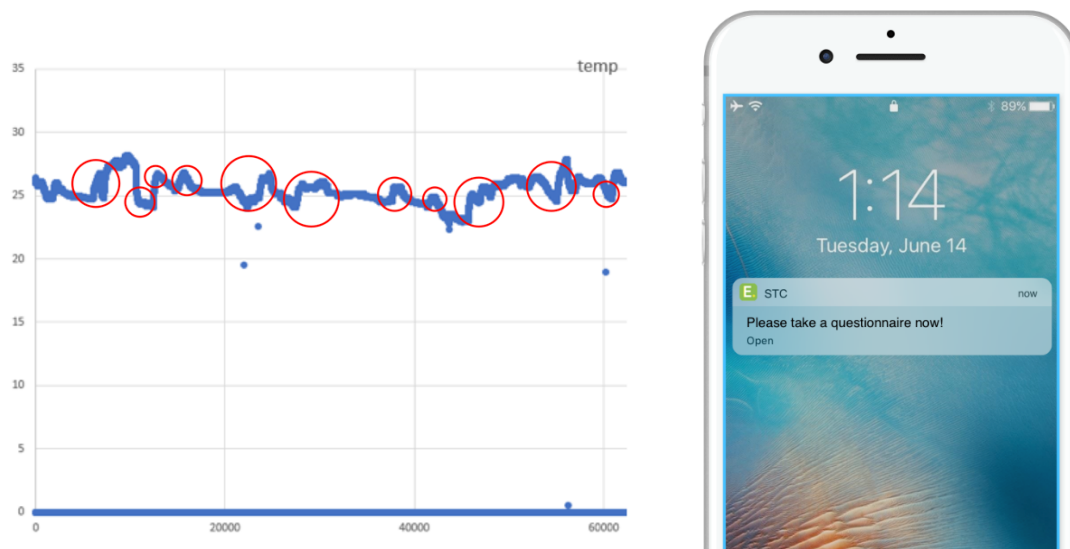 temp
35
30
25
20
15
10
5
0
0 20000 40000 60000
89%
1:14
Tuesday, June 14
E. STC now
Please take a questionnaire now!
Open